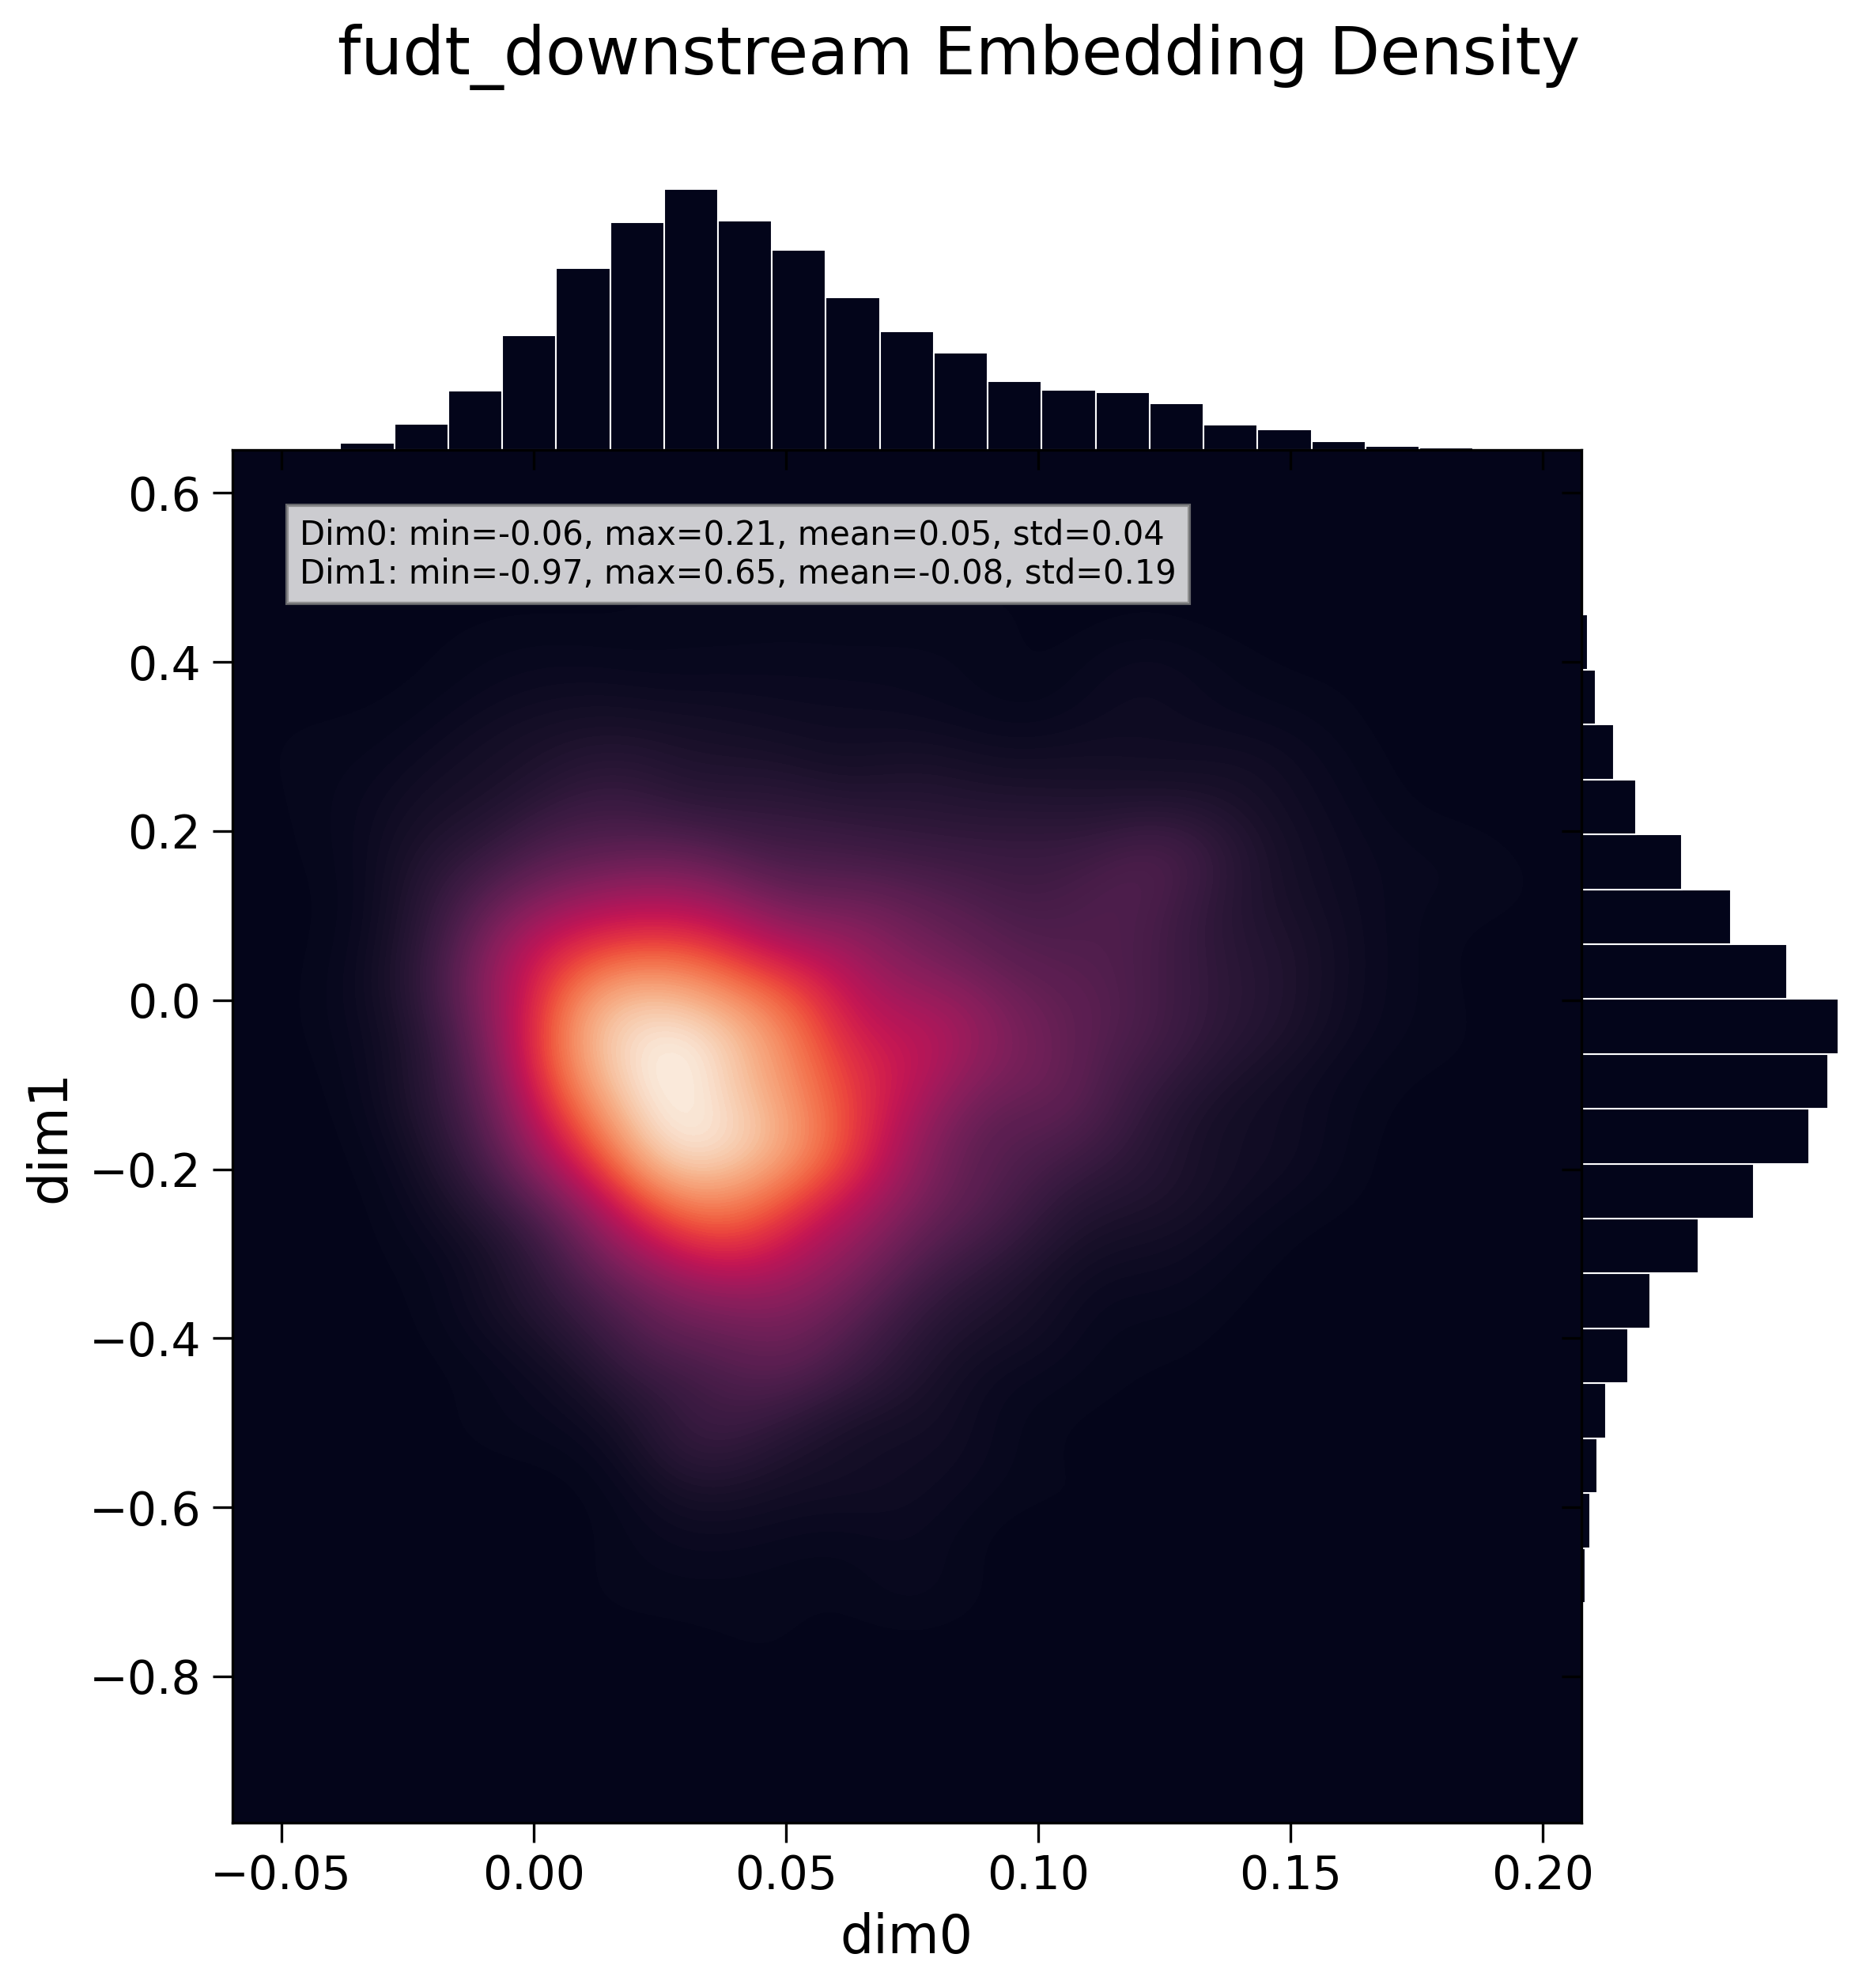 fudt_downstream Embedding Density
Dim0: min=-0.06, max=0.21, mean=0.05, std=0.04
Dim1: min=-0.97, max=0.65, mean=-0.08, std=0.19
0.6
0.4
0.2
0.0
−0.2
−0.4
−0.6
−0.8
dim1
−0.05 0.00 0.05 0.10 0.15 0.20
dim0